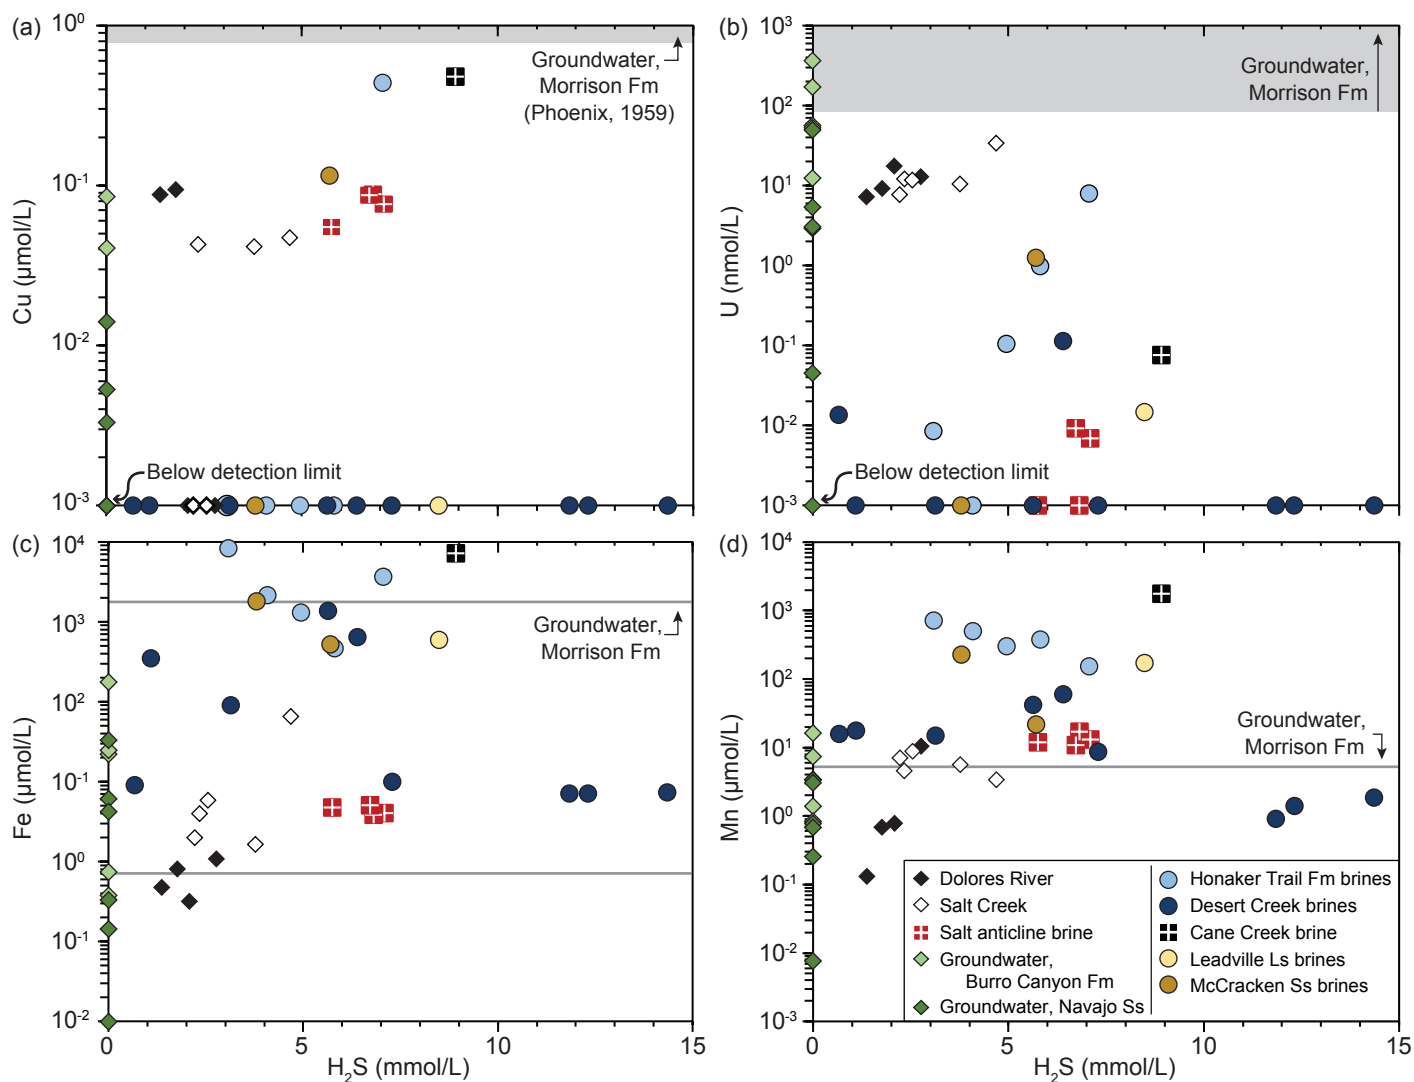 (a)
10⁰
10⁻¹
10⁻²
10⁻³
Cu (μmol/L)
Groundwater,
Morrison Fm
(Phoenix, 1959)
Below detection limit
(b)
10³
10²
10¹
10⁰
10⁻¹
10⁻²
10⁻³
U (nmol/L)
Groundwater,
Morrison Fm
Below detection limit
(c)
10⁴
10³
10²
10¹
10⁰
10⁻¹
10⁻²
Fe (μmol/L)
Groundwater,
Morrison Fm
0 5 10 15
H₂S (mmol/L)
(d)
10⁴
10³
10²
10¹
10⁰
10⁻¹
10⁻²
10⁻³
Mn (μmol/L)
Groundwater,
Morrison Fm
Dolores River
Salt Creek
Salt anticline brine
Groundwater,
Burro Canyon Fm
Groundwater, Navajo Ss
Honaker Trail Fm brines
Desert Creek brines
Cane Creek brine
Leadville Ls brines
McCracken Ss brines
0 5 10 15
H₂S (mmol/L)